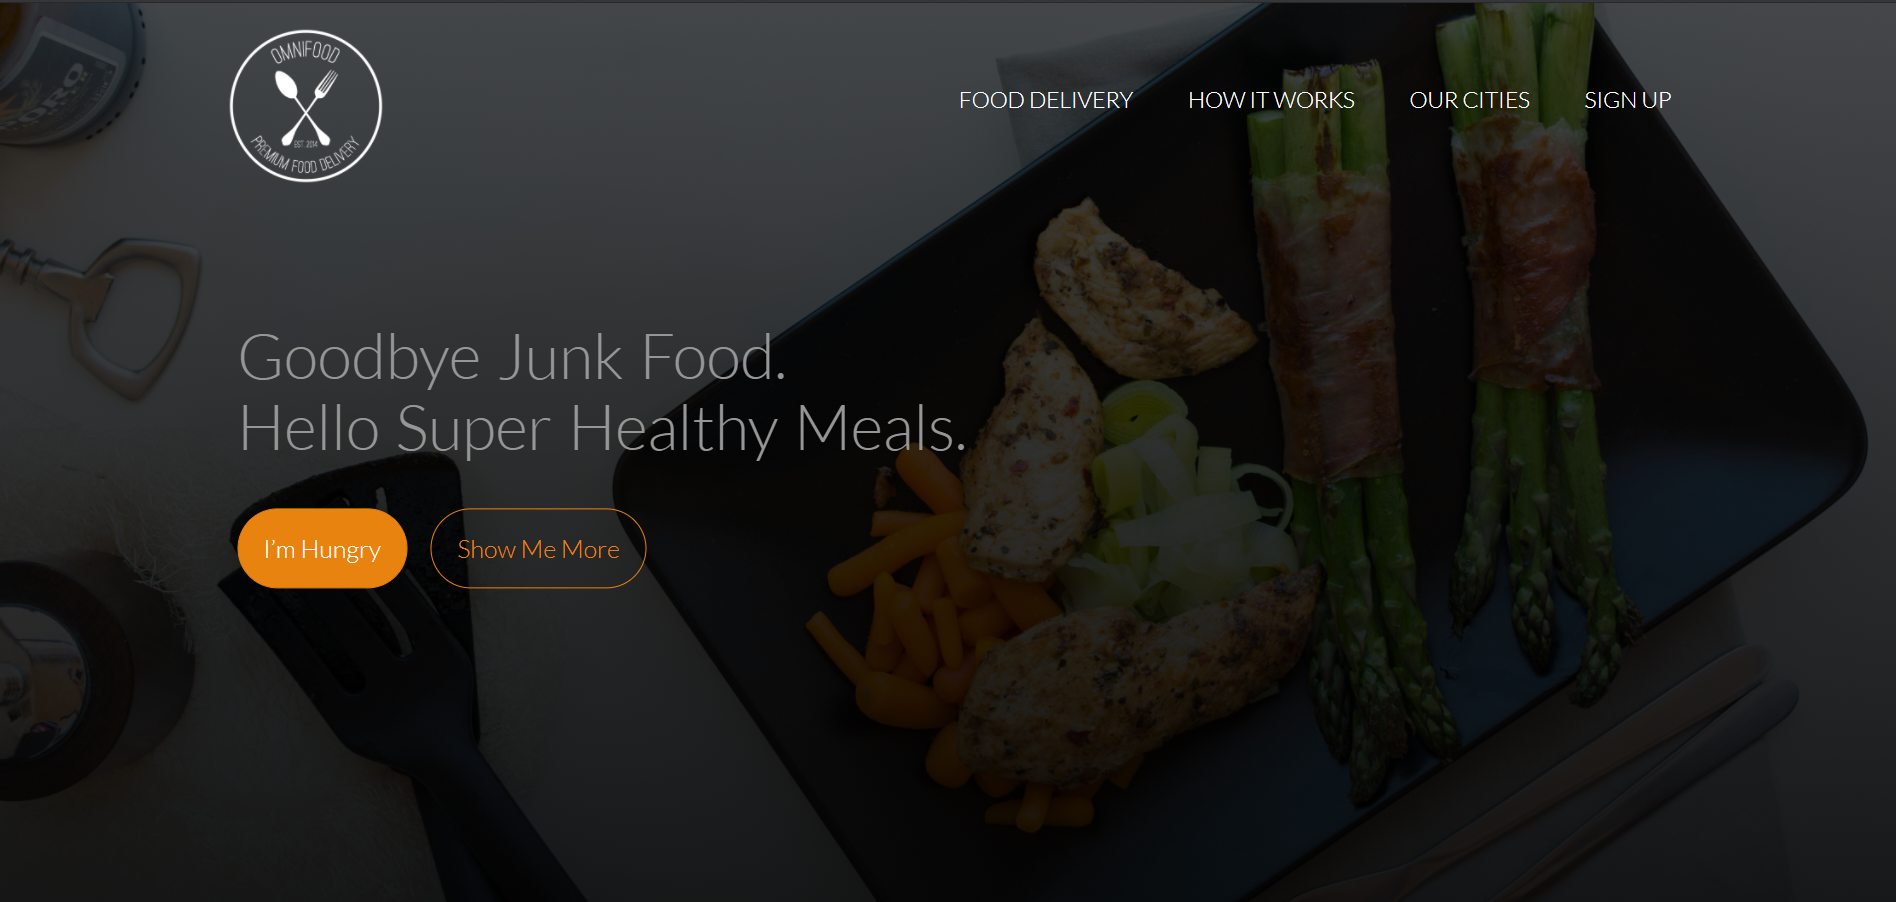 OMNIFOOD
EST. 2014
PREMIUM FOOD DELIVERY
FOOD DELIVERY
HOW IT WORKS
OUR CITIES
SIGN UP
Goodbye Junk Food.
Hello Super Healthy Meals.
I'm Hungry
Show Me More